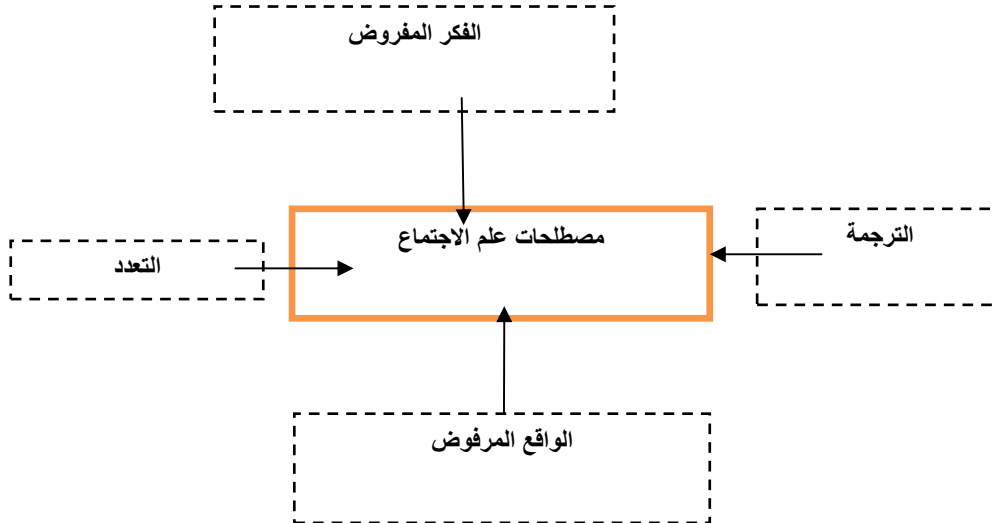 الفكر المفروض
مصطلحات علم الاجتماع
الترجمة
التعدد
الواقع المرفوض